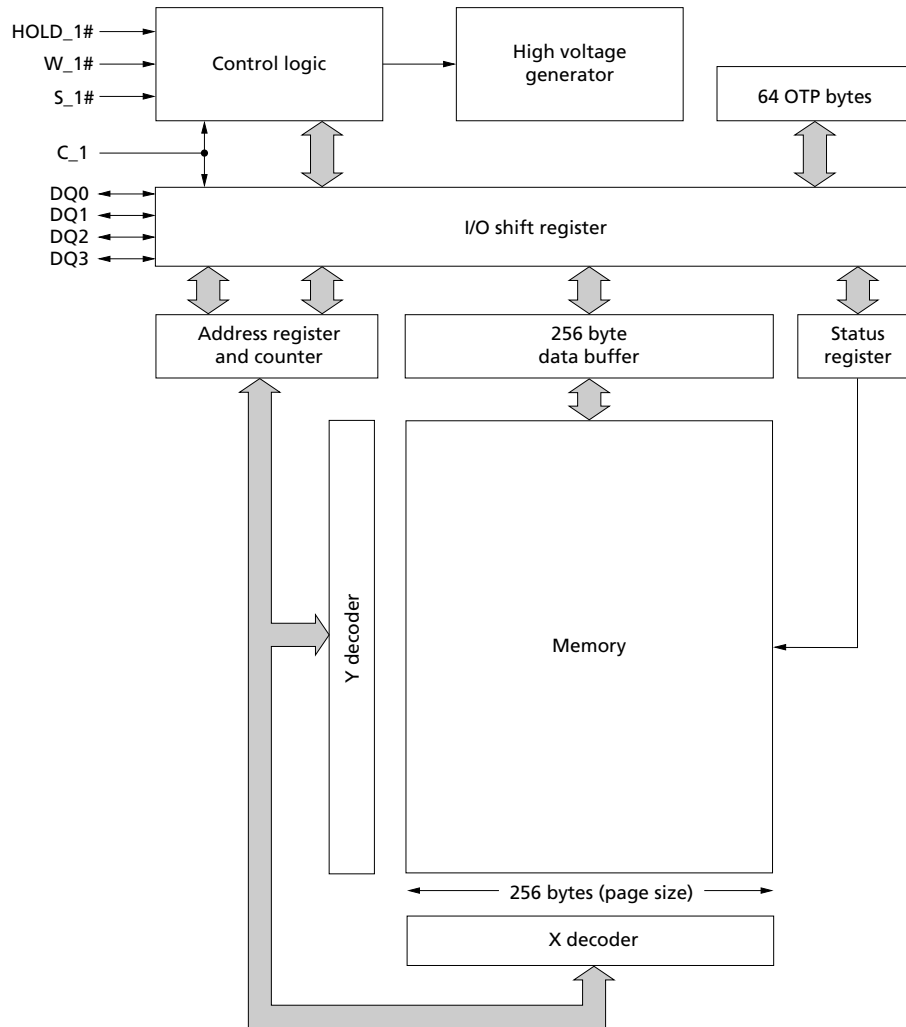 HOLD_1#
W_1#
S_1#
Control logic
High voltage
generator
64 OTP bytes
C_1
DQ0
DQ1
DQ2
DQ3
I/O shift register
Address register
and counter
256 byte
data buffer
Status
register
Y decoder
Memory
256 bytes (page size)
X decoder